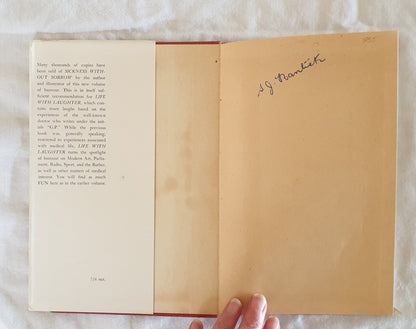 Many thousands of copies have
been sold of SICKNESS WITH-
OUT SORROW by the author
and illustrator of this new volume
of humour. This is in itself suf-
ficient recommendation for LIFE
WITH LAUGHTER, which con-
tains more laughs based on the
experiences of the well-known
doctor who writes under the ini-
tials "G.P." While the previous
book was, generally speaking,
restricted to experiences associated
with medical life, LIFE WITH
LAUGHTER turns the spotlight
of humour on Modern Art, Parlia-
ment, Radio, Sport, and the Barber,
as well as other names of medical
interest. You will find as much
FUN here as in the earlier volume.
7/6 net.